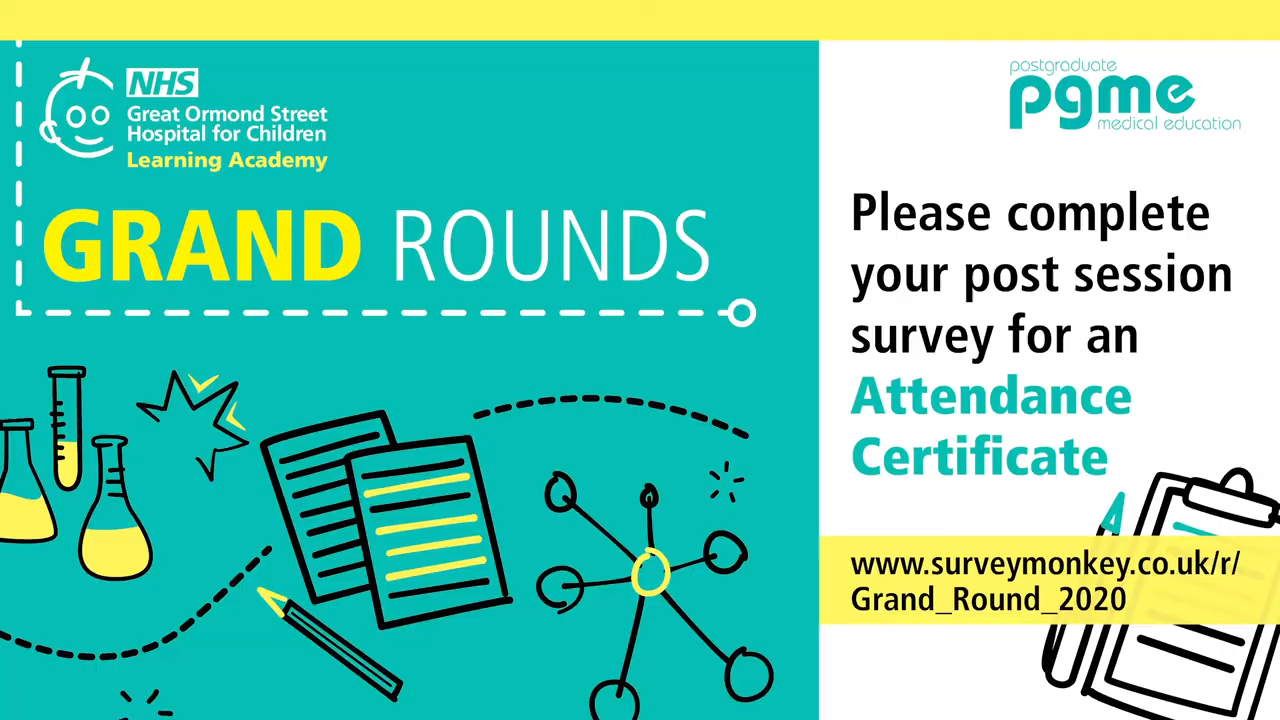 NHS
Great Ormond Street
Hospital for Children
Learning Academy
GRAND ROUNDS
postgraduate
pgme
medical education
Please complete
your post session
survey for an
Attendance
Certificate
www.surveymonkey.co.uk/r/
Grand_Round_2020